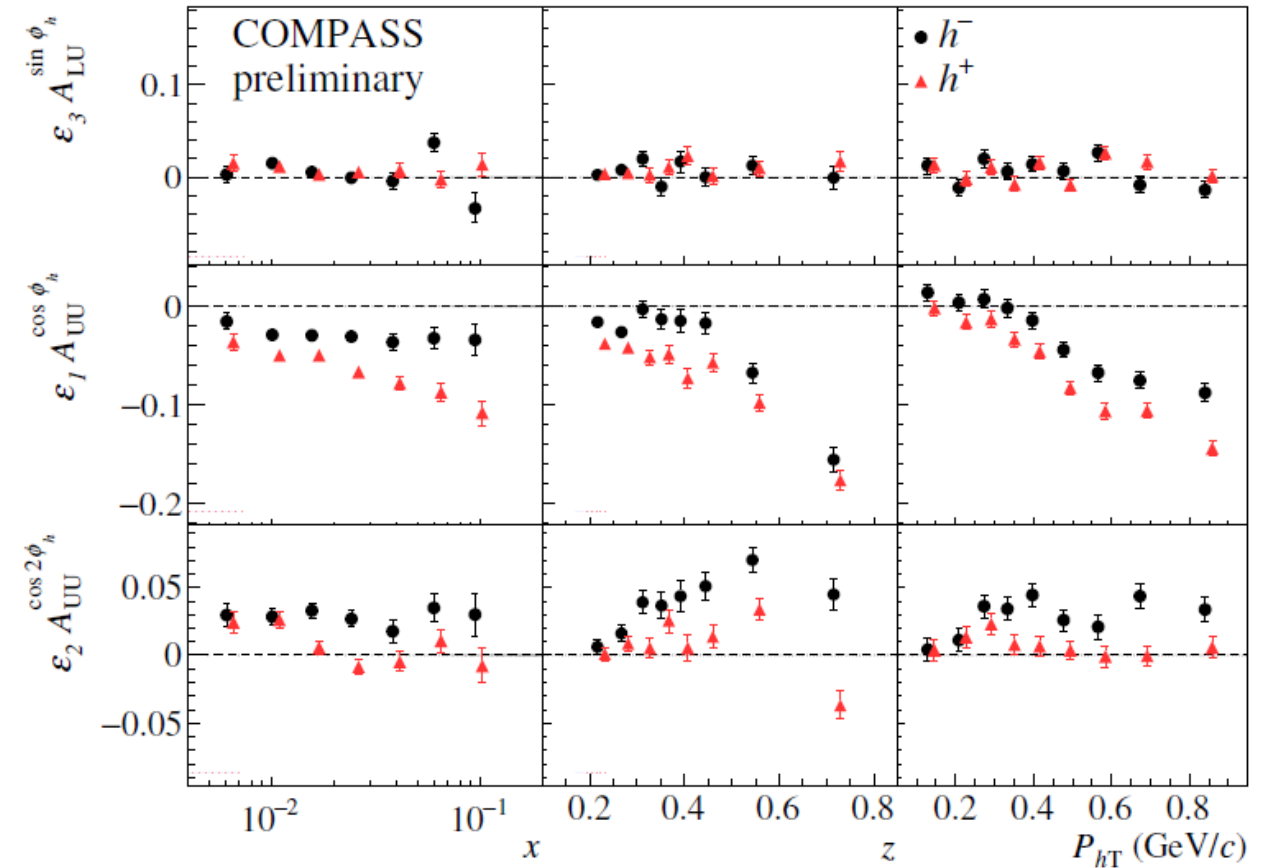 COMPASS
preliminary
h⁻
h⁺
ε₃ A_LU^{sin ϕ_h}
0.1
0
ε₁ A_UU^{cos ϕ_h}
0
−0.1
−0.2
ε₂ A_UU^{cos 2ϕ_h}
0.05
0
−0.05
10⁻² 10⁻¹ 0.2 0.4 0.6 0.8 0.2 0.4 0.6 0.8
x z P_hT (GeV/c)